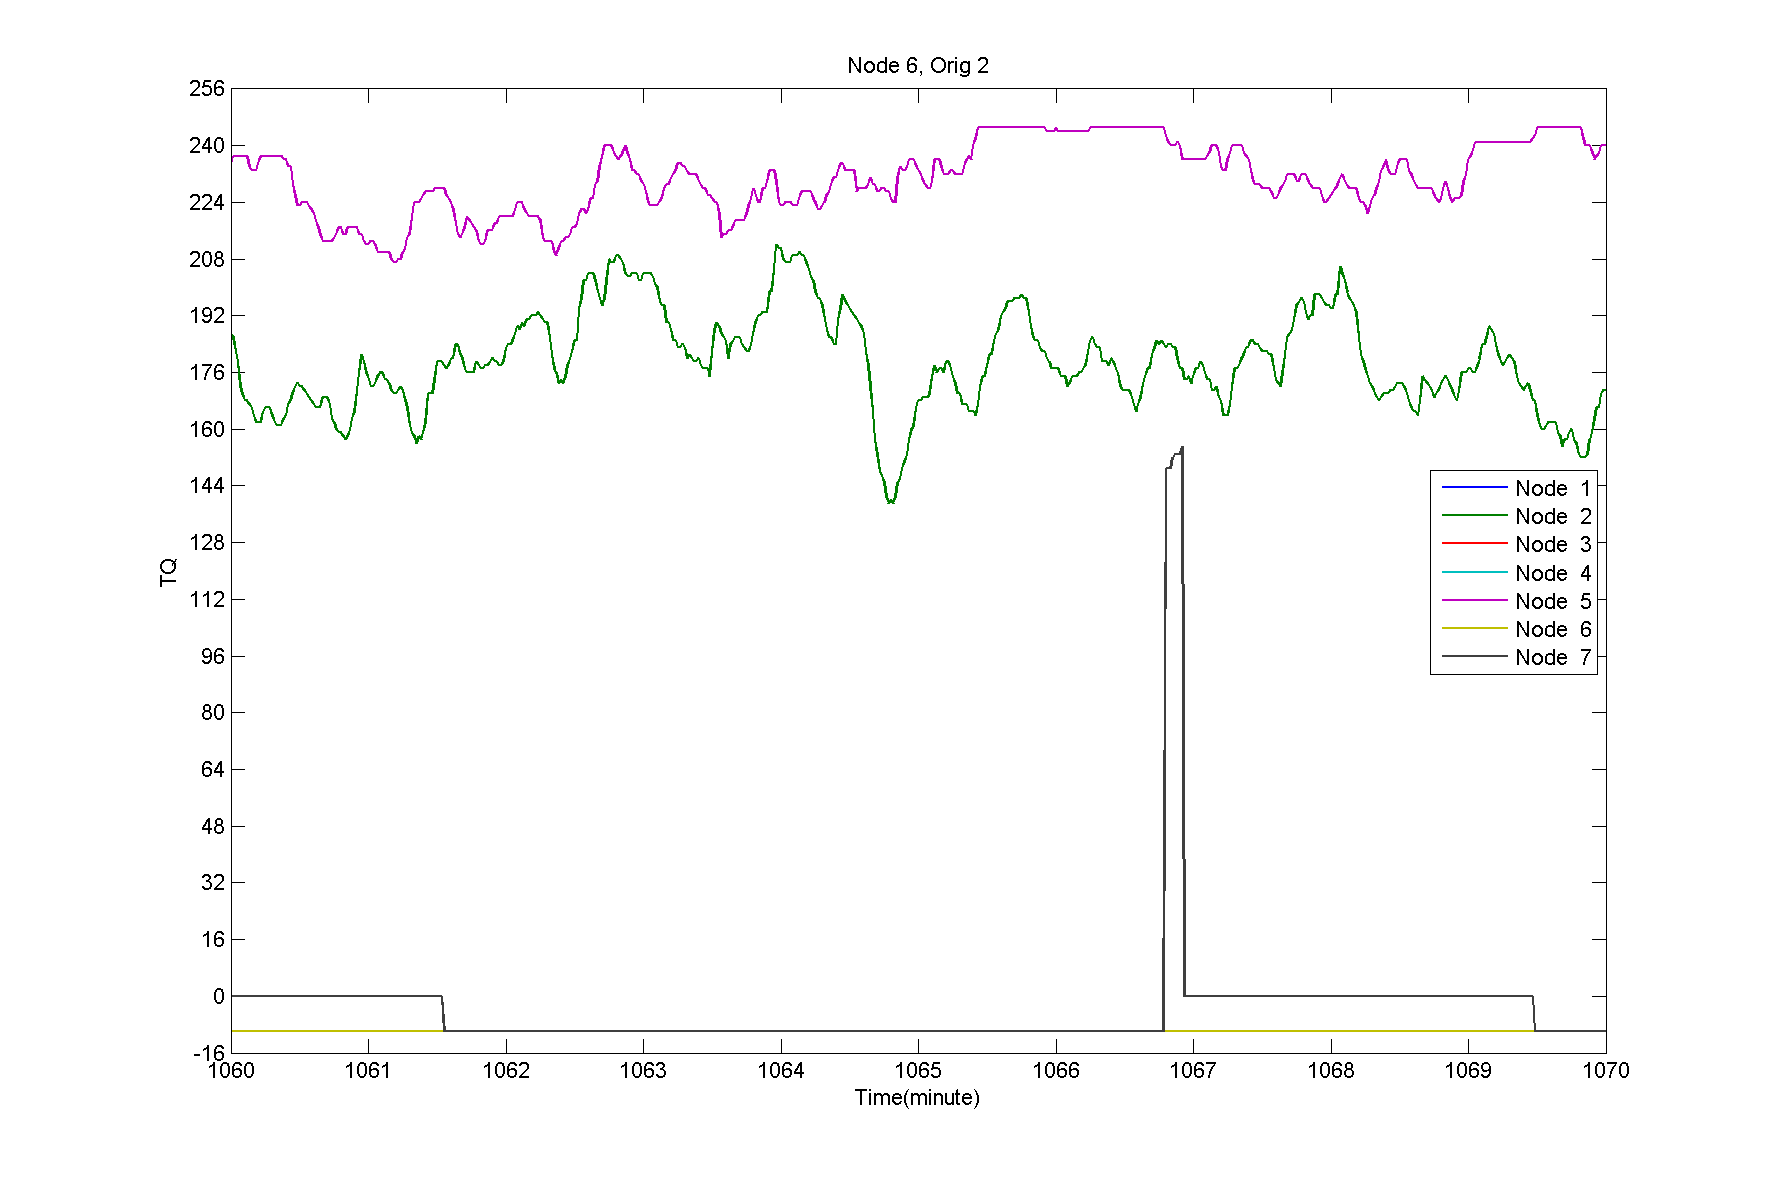 Node 6, Orig 2
256
240
224
208
192
176
160
144
128
112
96
80
64
48
32
16
0
-16
TQ
Node 1
Node 2
Node 3
Node 4
Node 5
Node 6
Node 7
1060 1061 1062 1063 1064 1065 1066 1067 1068 1069 1070
Time(minute)